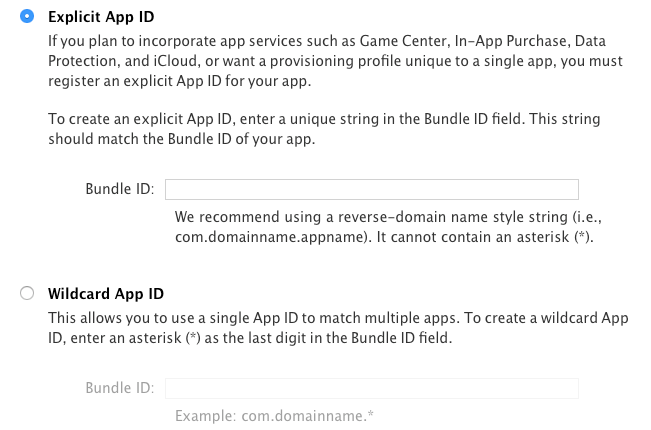 Explicit App ID
If you plan to incorporate app services such as Game Center, In-App Purchase, Data
Protection, and iCloud, or want a provisioning profile unique to a single app, you must
register an explicit App ID for your app.
To create an explicit App ID, enter a unique string in the Bundle ID field. This string
should match the Bundle ID of your app.
Bundle ID:
We recommend using a reverse-domain name style string (i.e.,
com.domainname.appname). It cannot contain an asterisk (*).
Wildcard App ID
This allows you to use a single App ID to match multiple apps. To create a wildcard App
ID, enter an asterisk (*) as the last digit in the Bundle ID field.
Bundle ID:
Example: com.domainname.*